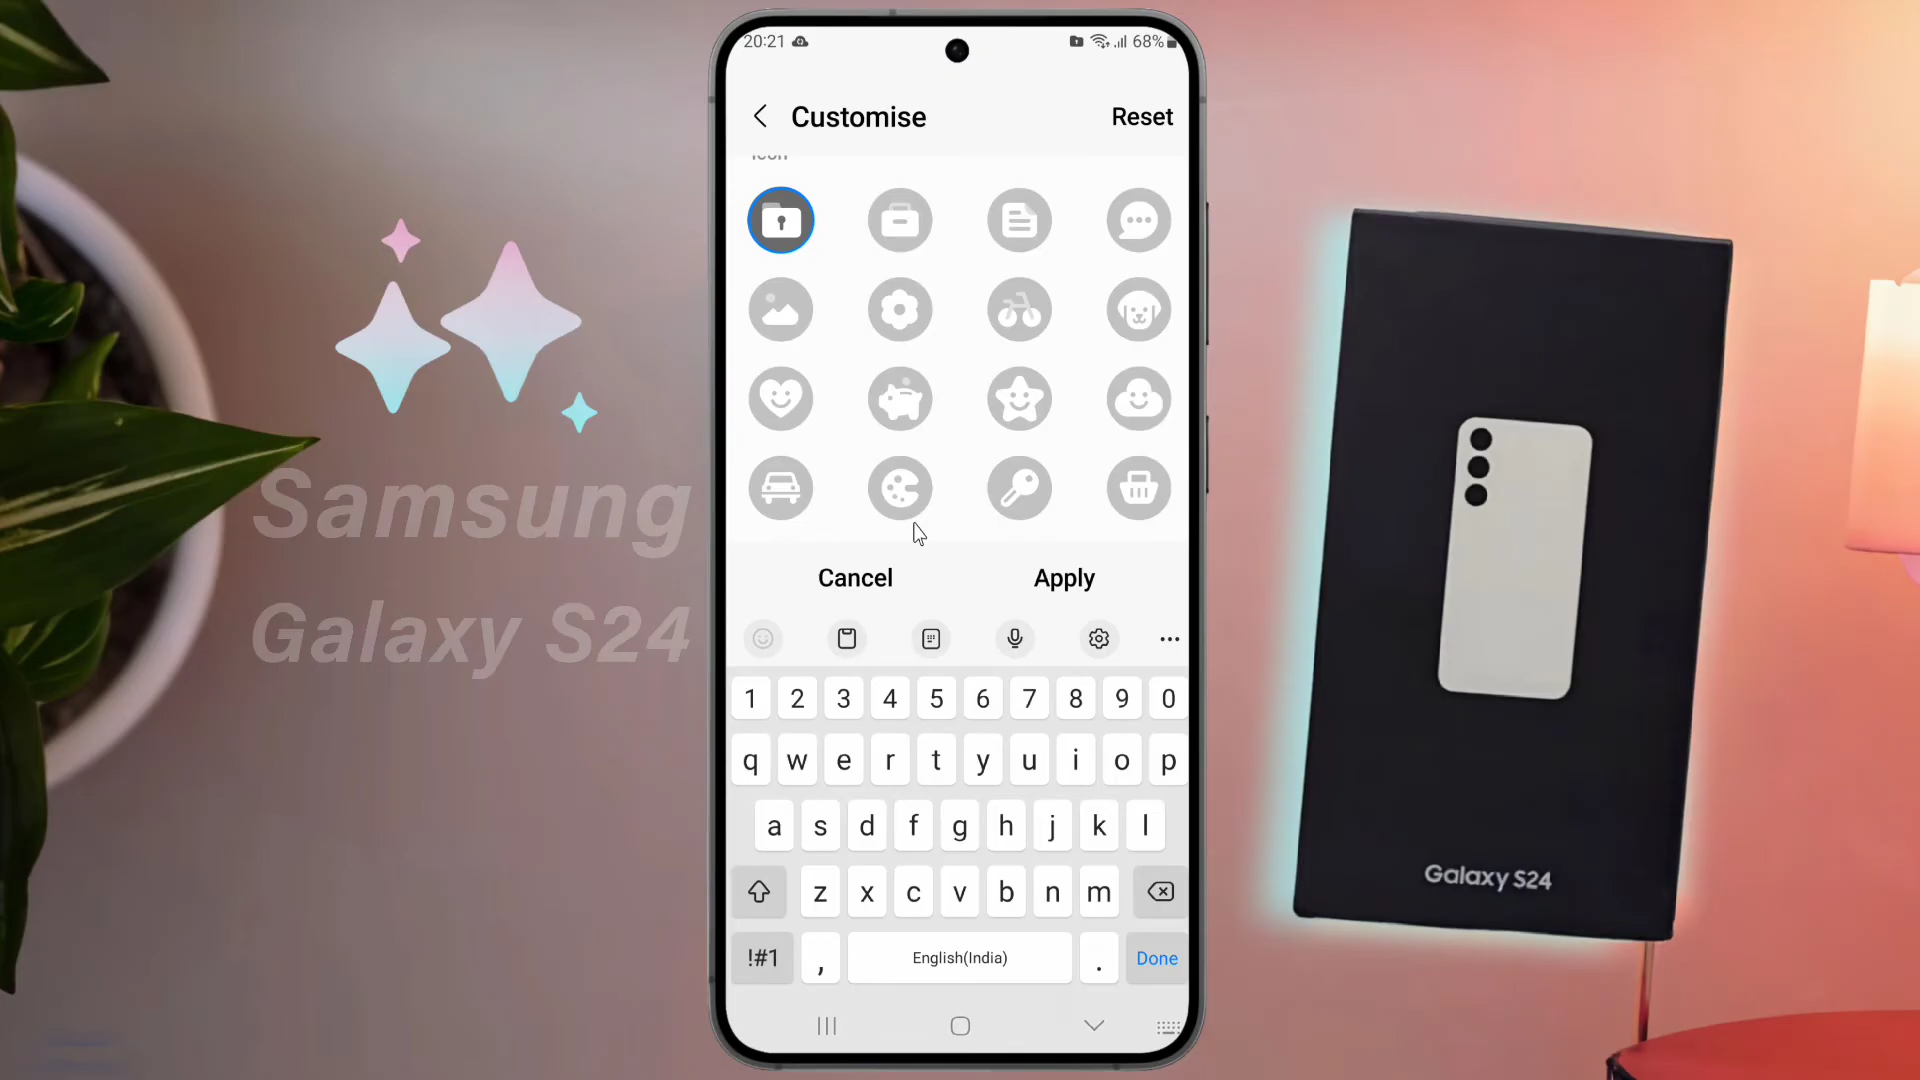 20:21
68%
Customise
Reset
Icon
Samsung
Galaxy S24
Cancel
Apply
1 2 3 4 5 6 7 8 9 0
q w e r t y u i o p
a s d f g h j k l
z x c v b n m
!#1 , English(India) . Done
Galaxy S24